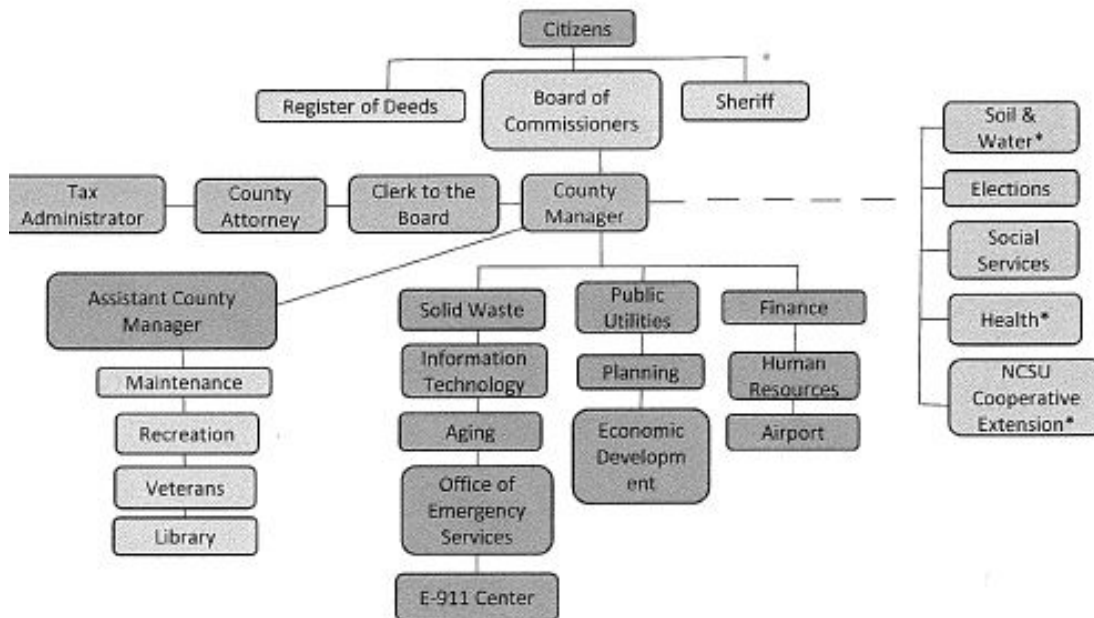 Citizens
Register of Deeds
Board of
Commissioners
Sheriff
Soil &
Water*
Elections
Social
Services
Health*
NCSU
Cooperative
Extension*
Tax
Administrator
County
Attorney
Clerk to the
Board
County
Manager
Assistant County
Manager
Maintenance
Recreation
Veterans
Library
Solid Waste
Information
Technology
Aging
Office of
Emergency
Services
E-911 Center
Public
Utilities
Planning
Economic
Developm
ent
Finance
Human
Resources
Airport